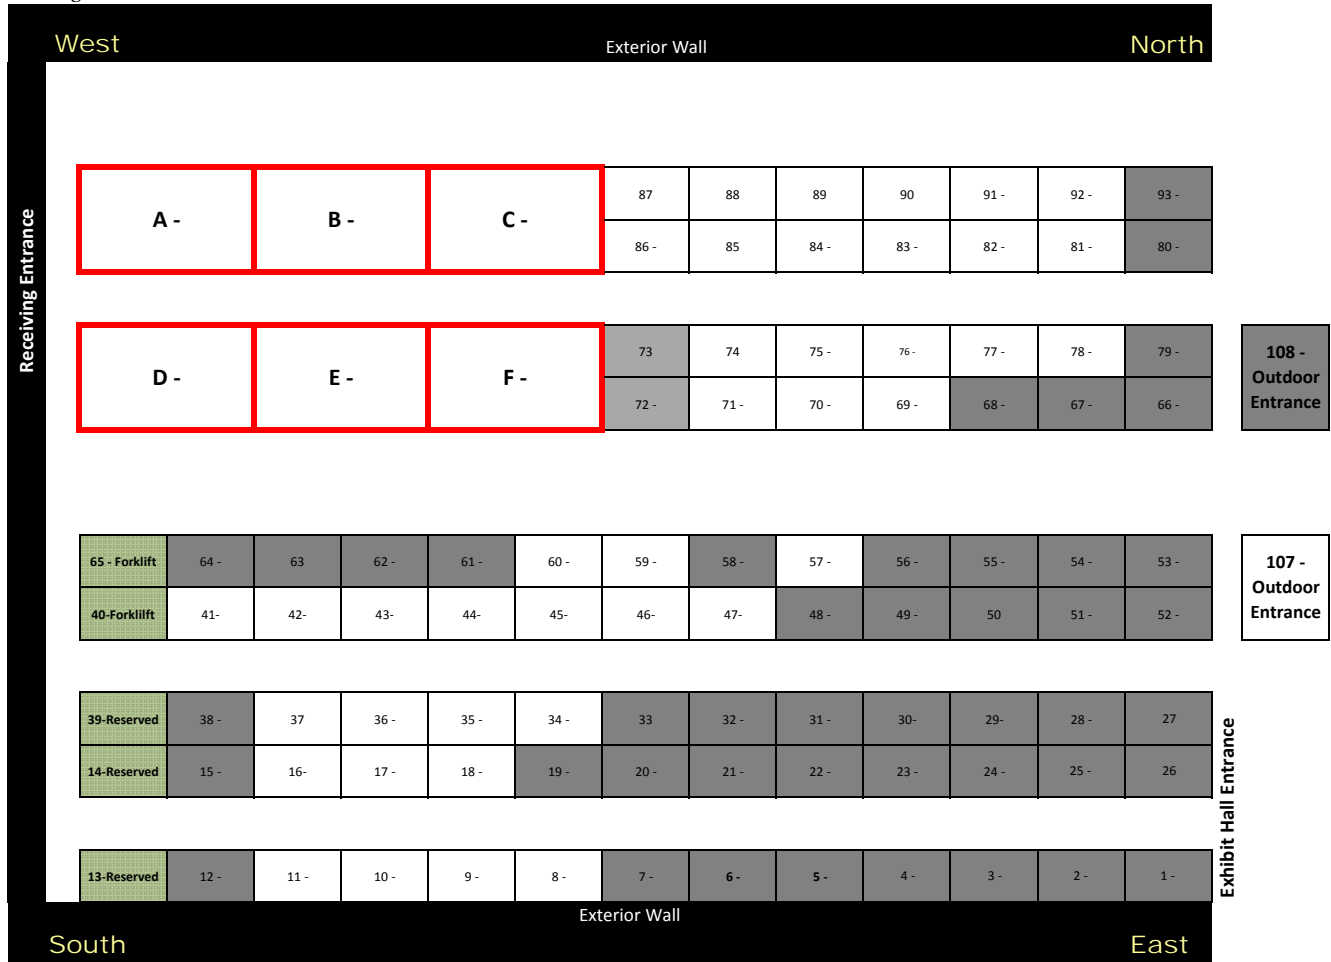 West Exterior Wall North
Receiving Entrance
A - B - C - 87 88 89 90 91 - 92 - 93 -
86 - 85 84 - 83 - 82 - 81 - 80 -
D - E - F - 73 74 75 - 76 - 77 - 78 - 79 -
72 - 71 - 70 - 69 - 68 - 67 - 66 -
108 -
Outdoor
Entrance
65 - Forklift 64 - 63 62 - 61 - 60 - 59 - 58 - 57 - 56 - 55 - 54 - 53 -
40-Forklilft 41- 42- 43- 44- 45- 46- 47- 48 - 49 - 50 51 - 52 -
107 -
Outdoor
Entrance
39-Reserved 38 - 37 36 - 35 - 34 - 33 32 - 31 - 30- 29- 28 - 27
14-Reserved 15 - 16- 17 - 18 - 19 - 20 - 21 - 22 - 23 - 24 - 25 - 26
13-Reserved 12 - 11 - 10 - 9 - 8 - 7 - 6 - 5 - 4 - 3 - 2 - 1 -
Exhibit Hall Entrance
Exterior Wall
South East